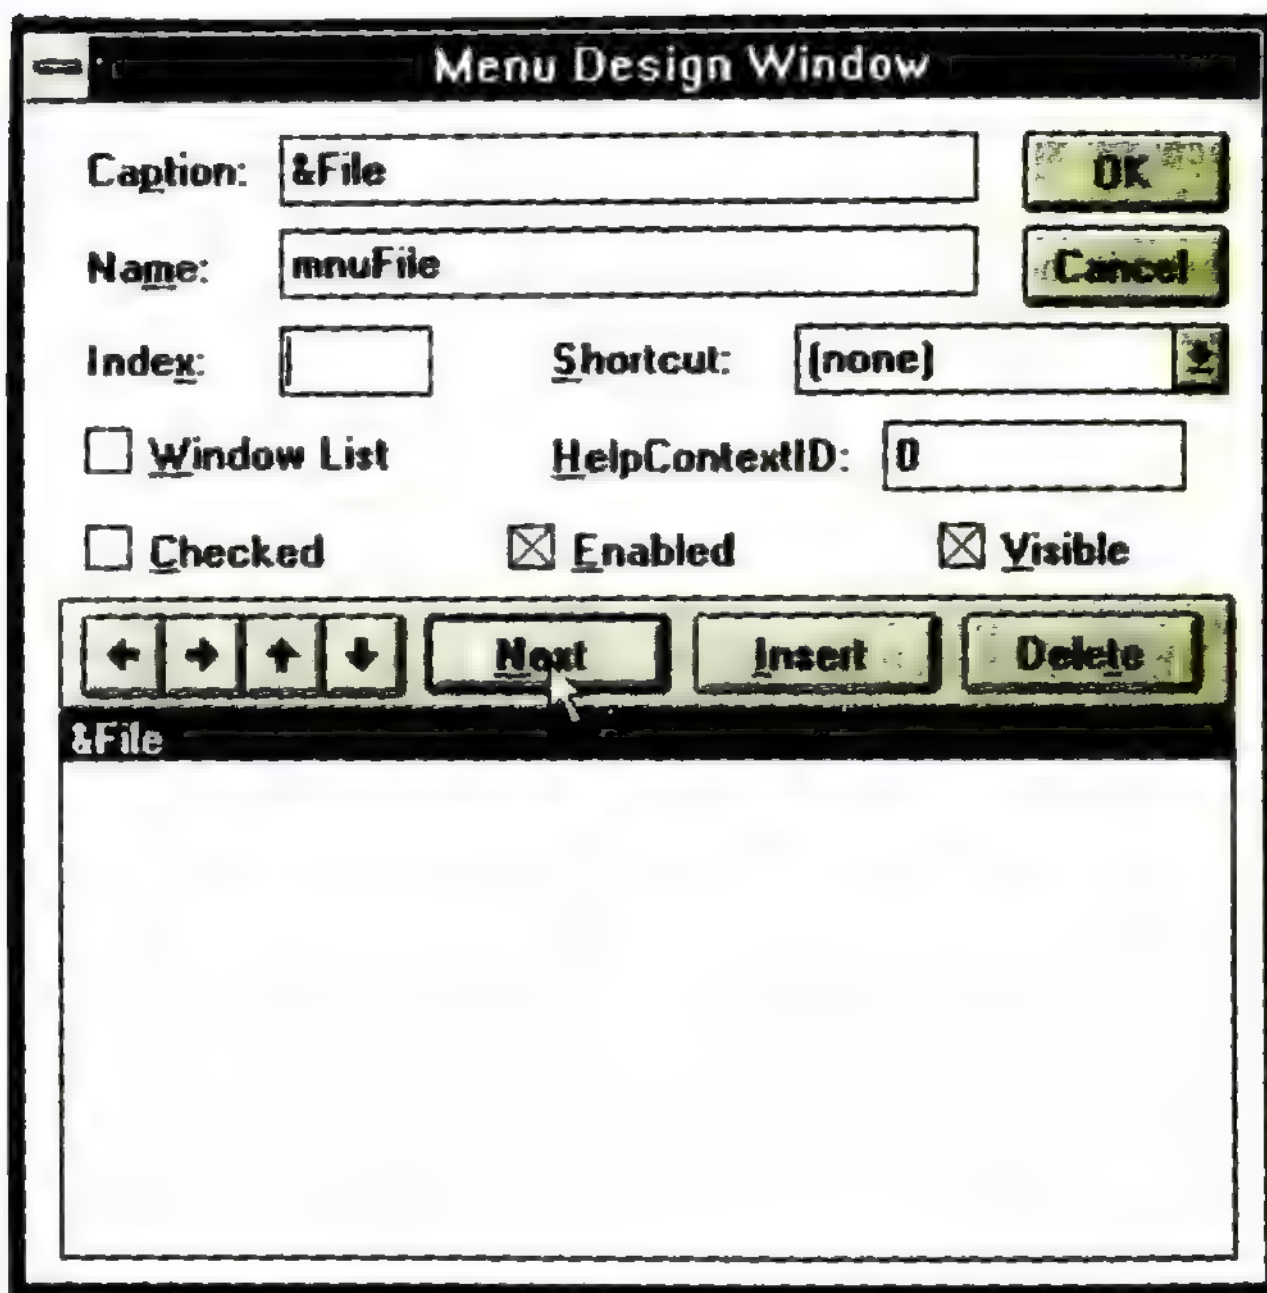 Menu Design Window
Caption: &File
OK
Name: mnuFile
Cancel
Index:
Shortcut: (none)
Window List
HelpContextID: 0
Checked
Enabled
Visible
Next
Insert
Delete
&File